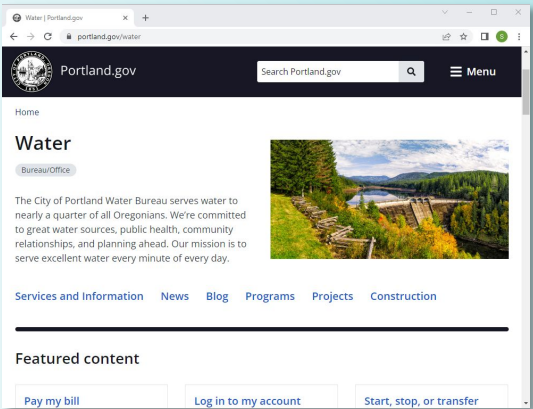 Water | Portland.gov
portland.gov/water
S
Portland.gov
Search Portland.gov
Menu
Home
Water
Bureau/Office
The City of Portland Water Bureau serves water to
nearly a quarter of all Oregonians. We're committed
to great water sources, public health, community
relationships, and planning ahead. Our mission is to
serve excellent water every minute of every day.
Services and Information News Blog Programs Projects Construction
Featured content
Pay my bill
Log in to my account
Start, stop, or transfer